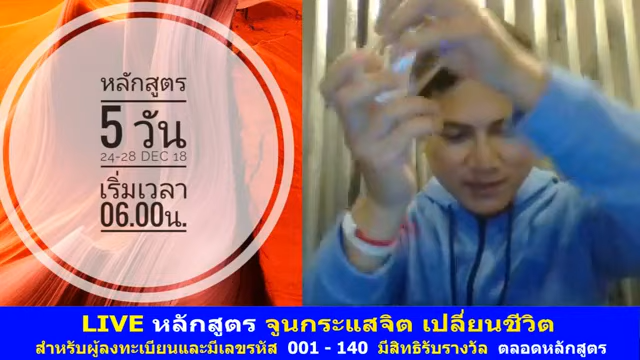 หลักสูตร
5 วัน
24-28 DEC 18
เริ่มเวลา
06.00น.
LIVE หลักสูตร จูนกระแสจิต เปลี่ยนชีวิต
สำหรับผู้ลงทะเบียนและมีเลขรหัส 001 - 140 มีสิทธิรับรางวัล ตลอดหลักสูตร